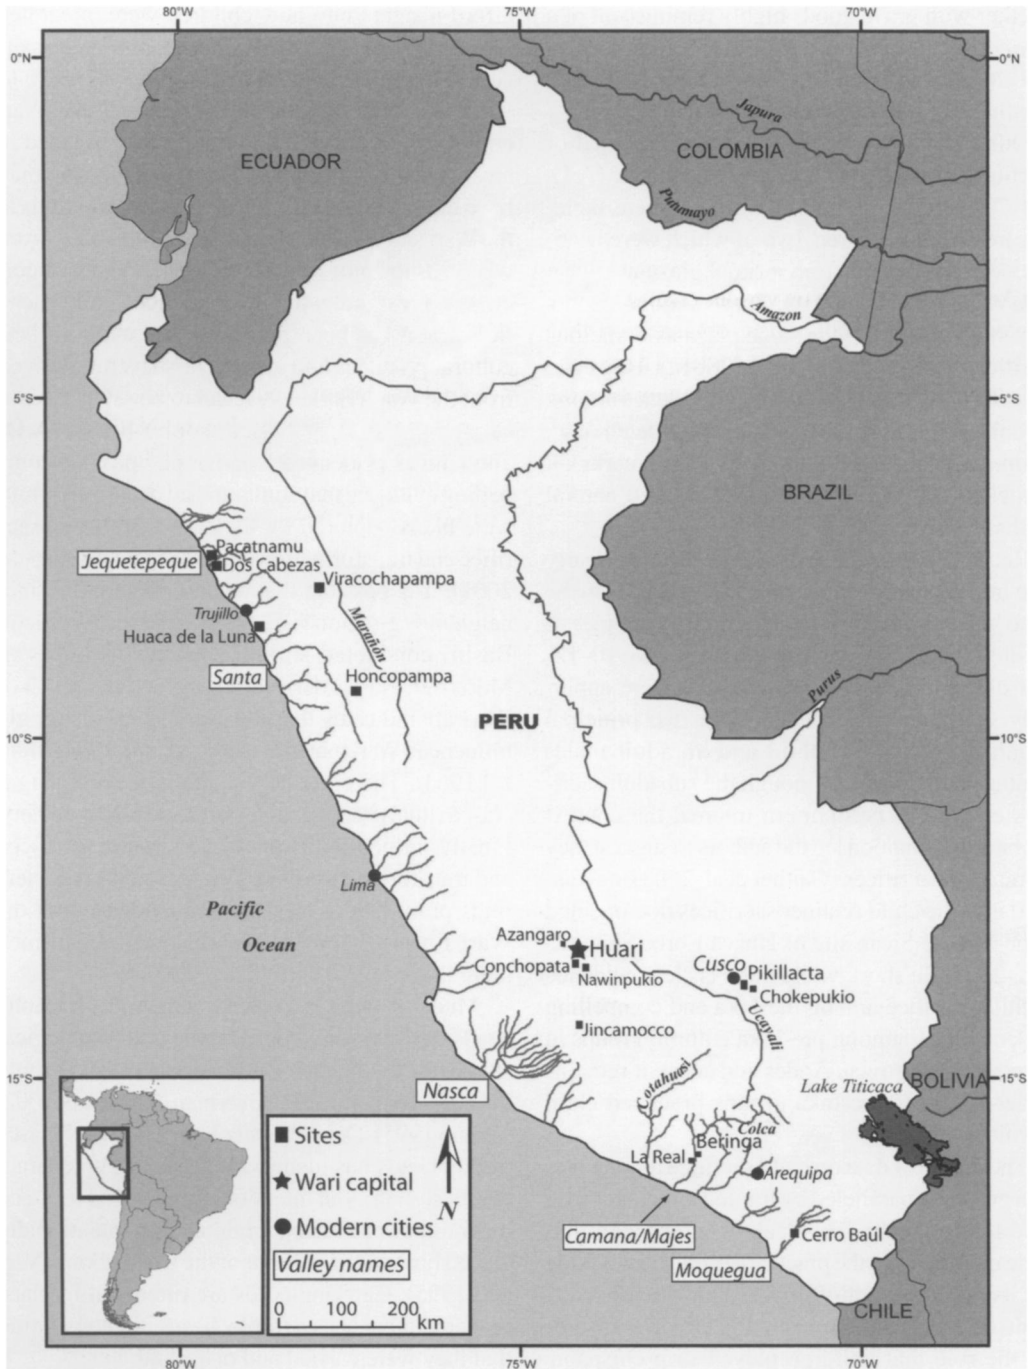 80°W
75°W
70°W
0°N
0°N
Japura
ECUADOR
COLOMBIA
Putumayo
Amazon
5°S
5°S
BRAZIL
Pacatnamu
Jequetepeque
Dos Cabezas
Viracochapampa
Trujillo
Marañón
Huaca de la Luna
Santa
Honcopampa
Purus
PERU
10°S
10°S
Lima
Pacific
Ocean
Azangaro
Huari
Conchopata
Nawinpukio
Cusco
Pikillacta
Chokepukio
Ucayali
Jincamocco
15°S
15°S
Nasca
Cotahuasi
Lake Titicaca
BOLIVIA
Colca
Beringa
La Real
Arequipa
Camana/Majes
Cerro Baúl
Moquegua
CHILE
Sites
Wari capital
Modern cities
N
Valley names
0 100 200
km
80°W
75°W
70°W